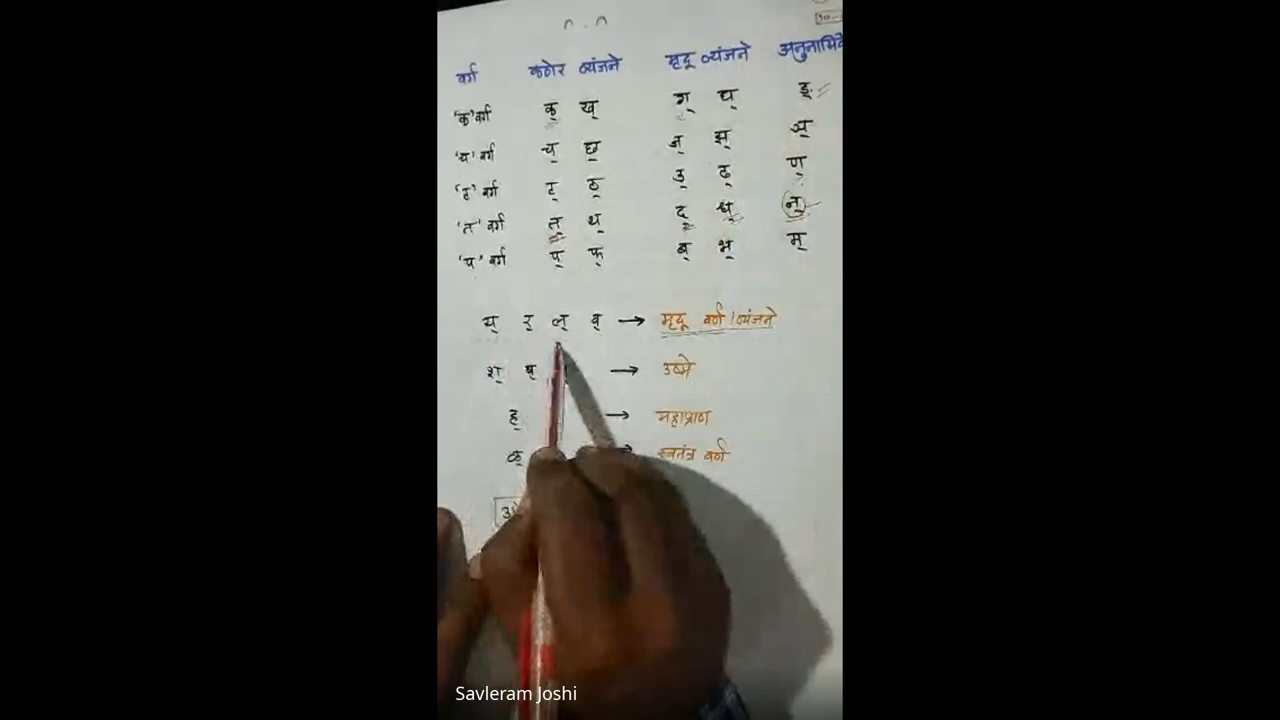 वर्ग कठोर व्यंजने मृदू व्यंजने
'क' वर्ग क् ख् ग् घ् ङ्
'च' वर्ग च् छ् ज् झ् ञ्
'ट' वर्ग ट् ठ् ड् ढ् ण्
'त' वर्ग त् थ् द् ध् न्
'प' वर्ग प् फ् ब् भ् म्
य् र् ल् व् → मृदू वर्ण / व्यंजने
श् ष् → उष्मे
ह् → महाप्राण
ळ् → स्वतंत्र वर्ण
Savleram Joshi